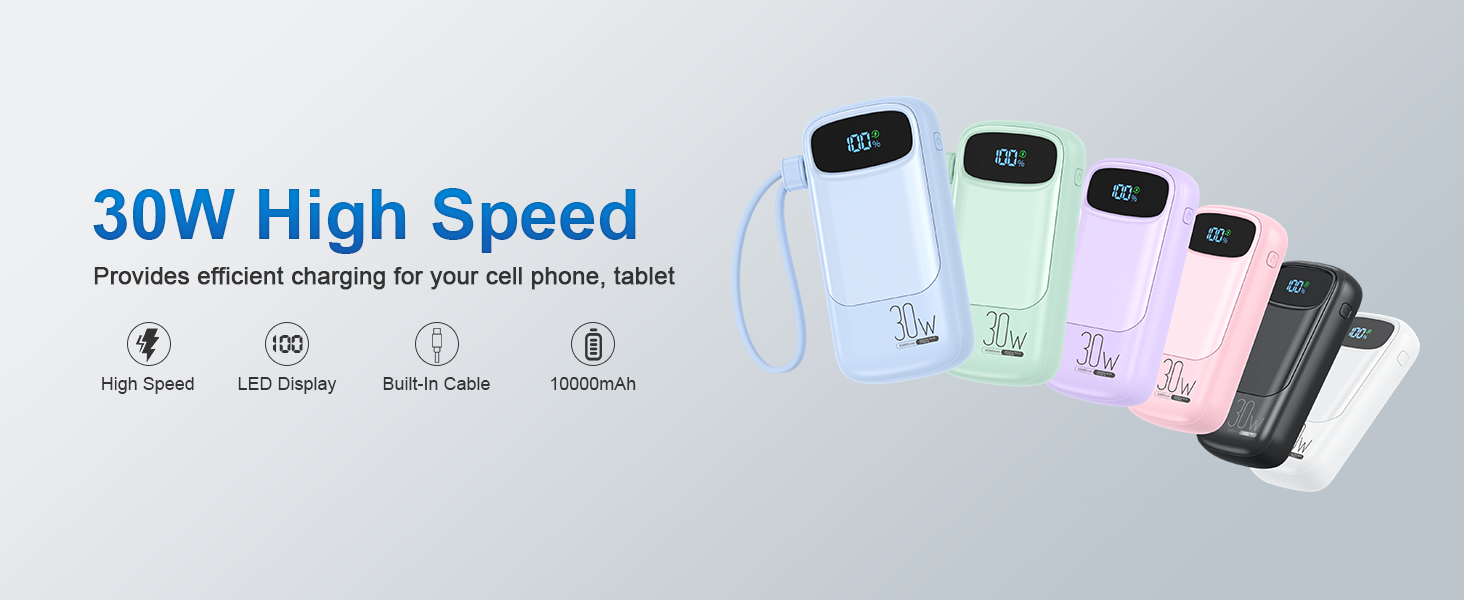 30W High Speed
Provides efficient charging for your cell phone, tablet
100
High Speed
LED Display
Built-In Cable
10000mAh
100%
30W
100%
30W
100%
30W
100%
30W
100%
30W
100%